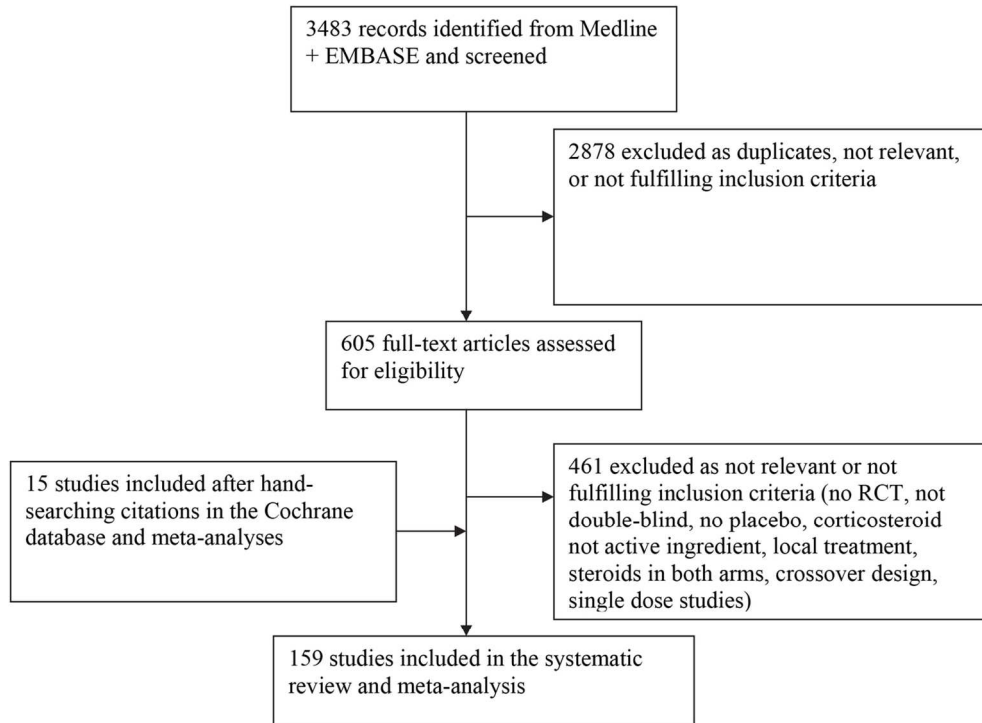 3483 records identified from Medline
+ EMBASE and screened
2878 excluded as duplicates, not relevant,
or not fulfilling inclusion criteria
605 full-text articles assessed
for eligibility
15 studies included after hand-
searching citations in the Cochrane
database and meta-analyses
461 excluded as not relevant or not
fulfilling inclusion criteria (no RCT, not
double-blind, no placebo, corticosteroid
not active ingredient, local treatment,
steroids in both arms, crossover design,
single dose studies)
159 studies included in the systematic
review and meta-analysis